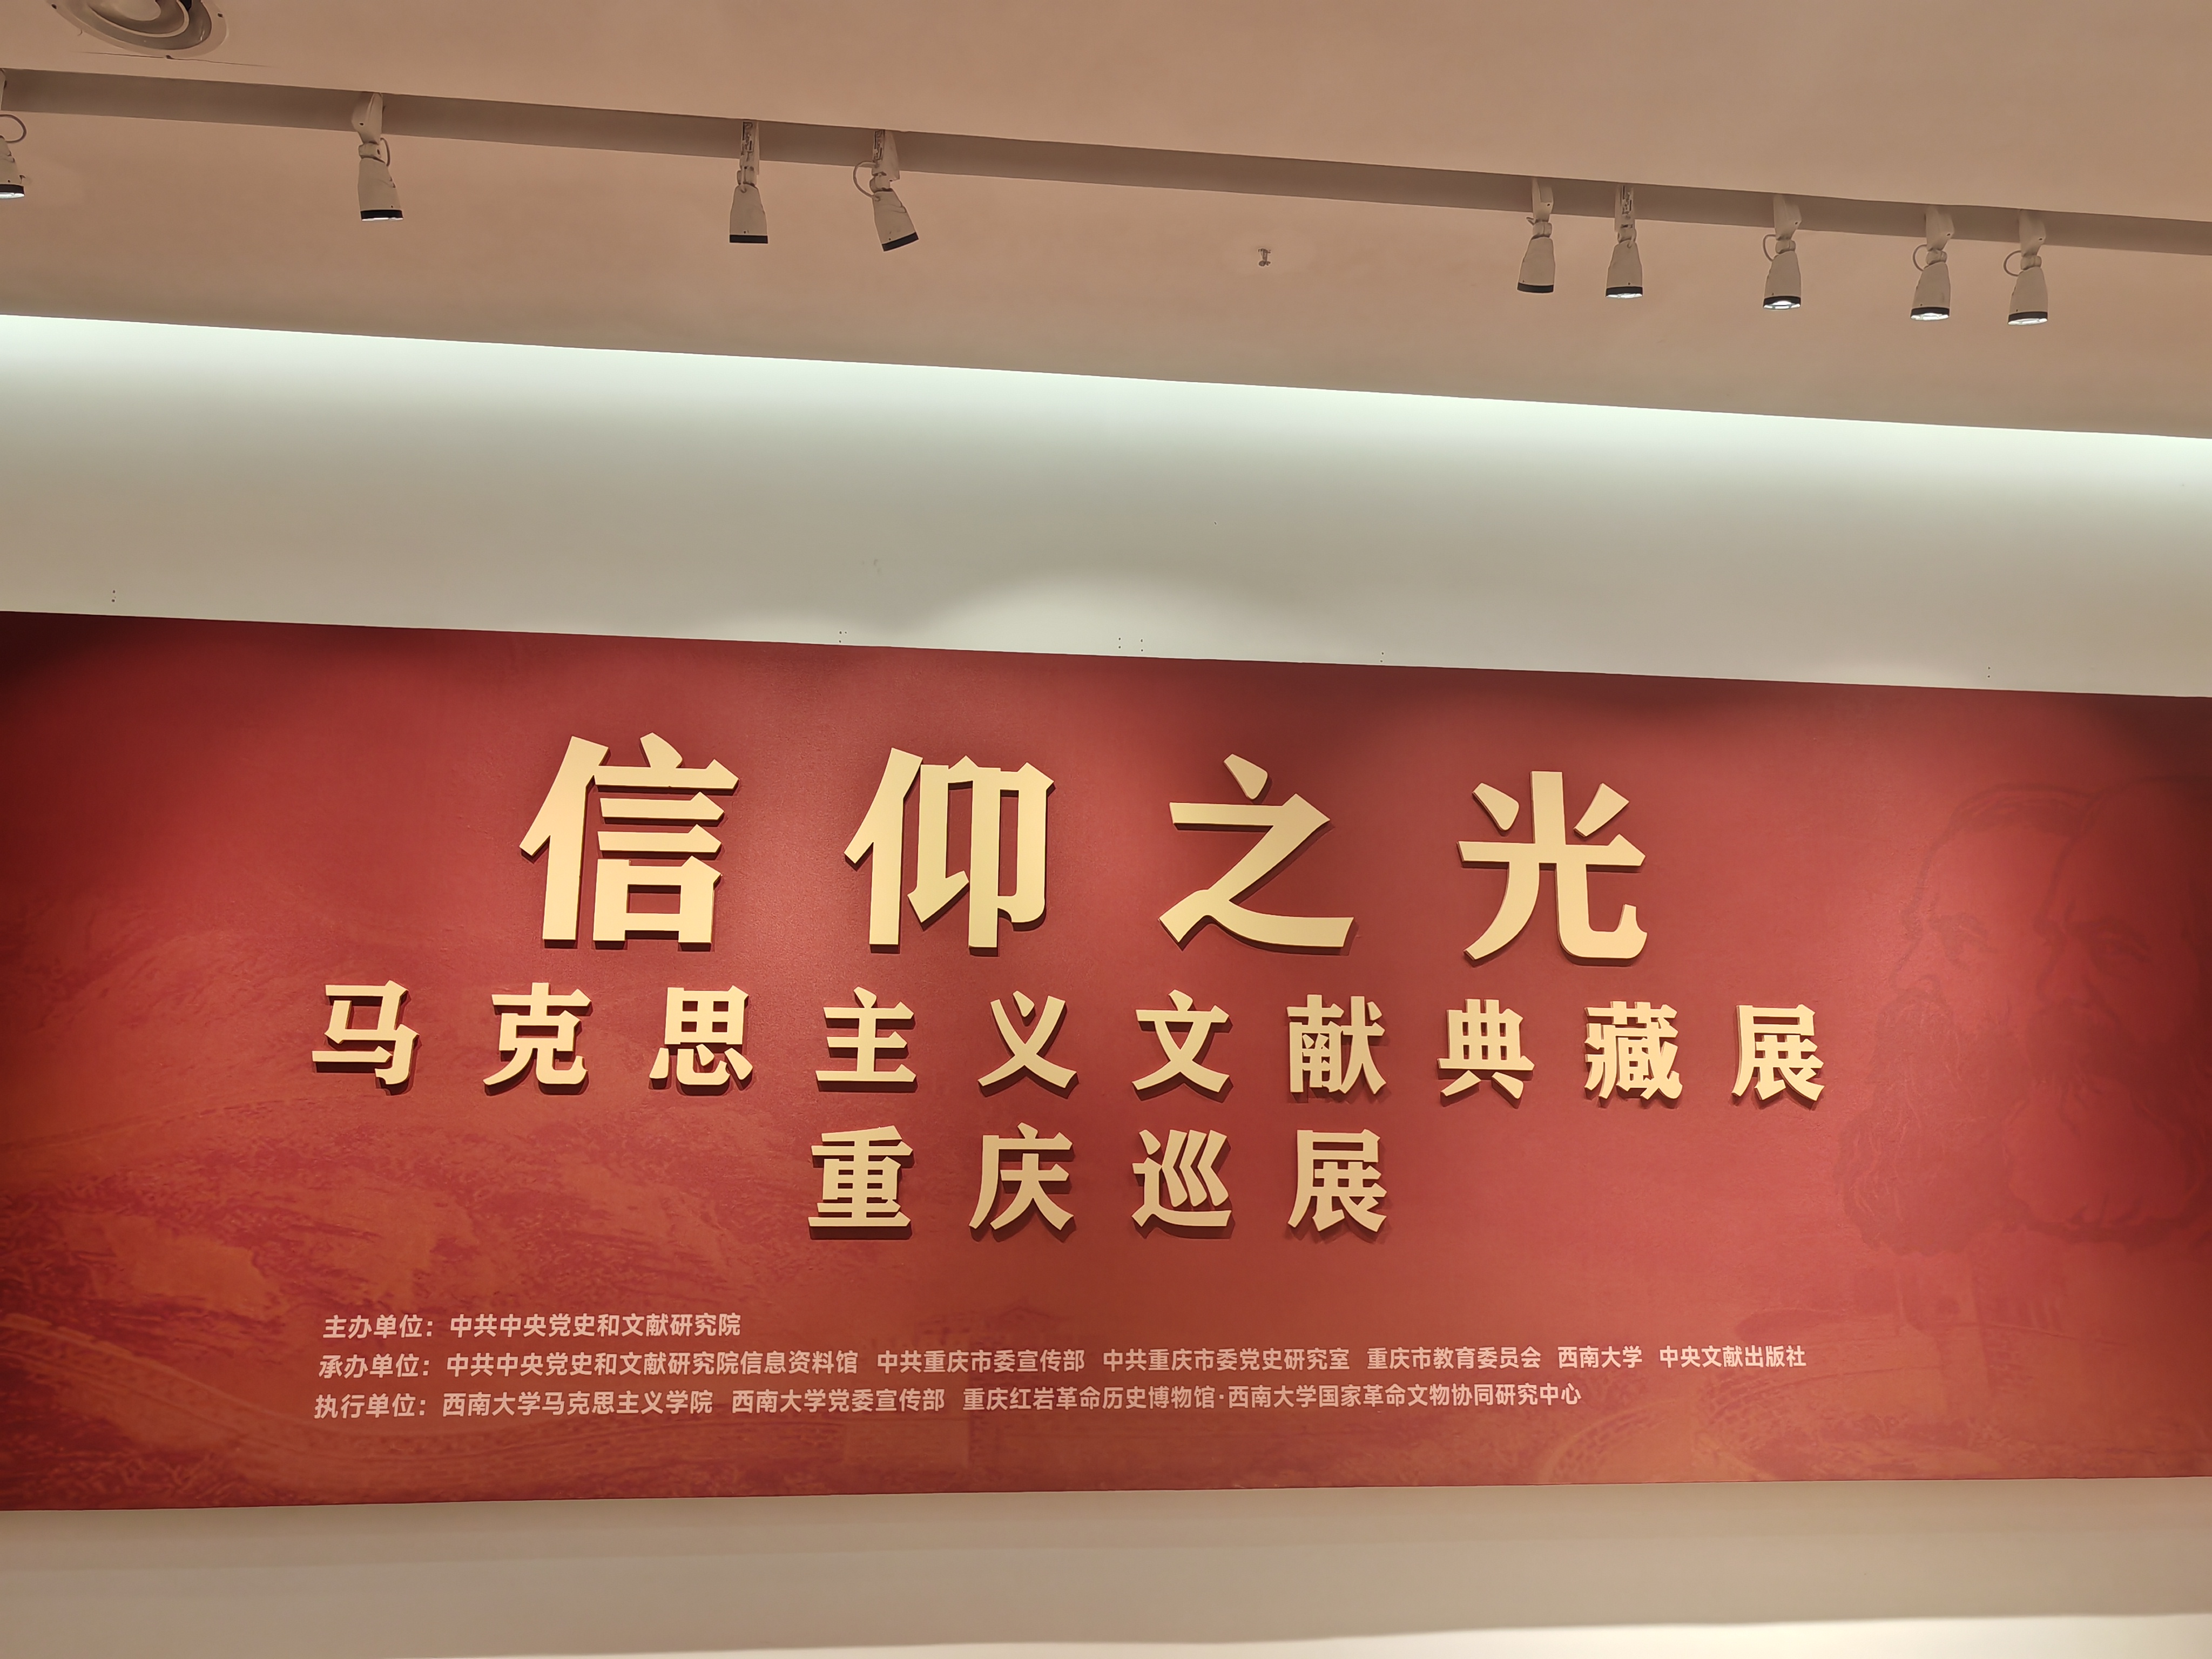 信仰之光
马克思主义文献典藏展
重庆巡展
主办单位：中共中央党史和文献研究院
承办单位：中共中央党史和文献研究院信息资料馆 中共重庆市委宣传部 中共重庆市委党史研究室 重庆市教育委员会 西南大学 中央文献出版社
执行单位：西南大学马克思主义学院 西南大学党委宣传部 重庆红岩革命历史博物馆·西南大学国家革命文物协同研究中心